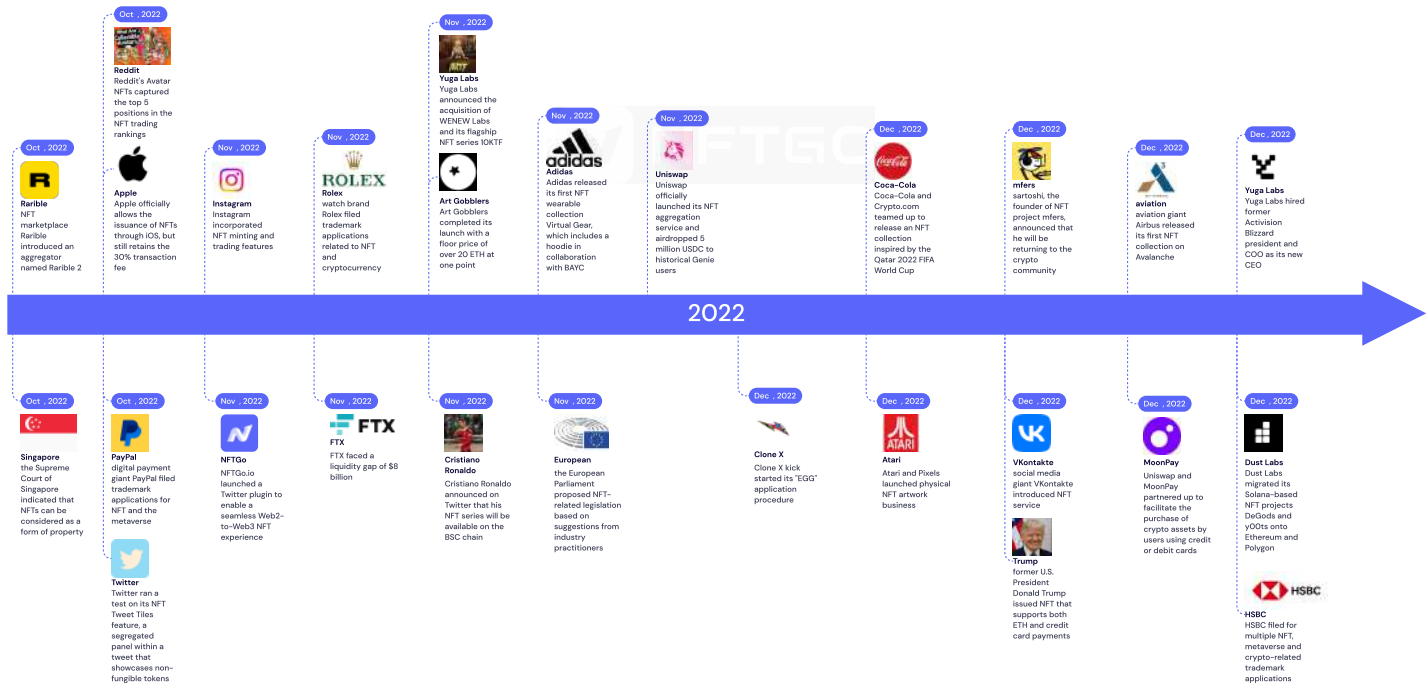 Oct , 2022
Reddit
Reddit's Avatar
NFTs captured
the top 5
positions in the
NFT trading
rankings
Nov , 2022
Yuga Labs
Yuga Labs
announced the
acquisition of
WENEW Labs
and its flagship
NFT series 10KTF
Oct , 2022
Rarible
NFT
marketplace
Rarible
introduced an
aggregator
named Rarible 2
Apple
Apple officially
allows the
issuance of NFTs
through iOS, but
still retains the
30% transaction
fee
Nov , 2022
Instagram
Instagram
incorporated
NFT minting and
trading features
Nov , 2022
ROLEX
Rolex
watch brand
Rolex filed
trademark
applications
related to NFT
and
cryptocurrency
Art Gobblers
Art Gobblers
completed its
launch with a
floor price of
over 20 ETH at
one point
Nov , 2022
adidas
Adidas
Adidas released
its first NFT
wearable
collection
Virtual Gear,
which includes a
hoodie in
collaboration
with BAYC
NFTGO
Nov , 2022
Uniswap
Uniswap
officially
launched its NFT
aggregation
service and
airdropped 5
million USDC to
historical Genie
users
Dec , 2022
Coca-Cola
Coca-Cola
Coca-Cola and
Crypto.com
teamed up to
release an NFT
collection
inspired by the
Qatar 2022 FIFA
World Cup
Dec , 2022
mfers
sartoshi, the
founder of NFT
project mfers,
announced that
he will be
returning to the
crypto
community
Dec , 2022
aviation
aviation giant
Airbus released
its first NFT
collection on
Avalanche
Dec , 2022
Yuga Labs
Yuga Labs hired
former
Activision
Blizzard
president and
COO as its new
CEO
2022
Oct , 2022
Singapore
the Supreme
Court of
Singapore
indicated that
NFTs can be
considered as a
form of property
Oct , 2022
PayPal
digital payment
giant PayPal filed
trademark
applications for
NFT and the
metaverse
Twitter
Twitter ran a
test on its NFT
Tweet Tiles
feature, a
segregated
panel within a
tweet that
showcases non-
fungible tokens
Nov , 2022
NFTGo
NFTGo.io
launched a
Twitter plugin to
enable a
seamless Web2-
to-Web3 NFT
experience
Nov , 2022
FTX
FTX
FTX faced a
liquidity gap of $8
billion
Nov , 2022
Cristiano
Ronaldo
Cristiano Ronaldo
announced on
Twitter that his
NFT series will be
available on the
BSC chain
Nov , 2022
European
the European
Parliament
proposed NFT-
related legislation
based on
suggestions from
industry
practitioners
Dec , 2022
Clone X
Clone X kick
started its "EGG"
application
procedure
Dec , 2022
ATARI
Atari
Atari and Pixels
launched physical
NFT artwork
business
Dec , 2022
VKontakte
social media
giant VKontakte
introduced NFT
service
Trump
former U.S.
President
Donald Trump
issued NFT that
supports both
ETH and credit
card payments
Dec , 2022
MoonPay
Uniswap and
MoonPay
partnered up to
facilitate the
purchase of
crypto assets by
using credit
or debit cards
Dec , 2022
Dust Labs
Dust Labs
migrated its
Solana-based
NFT projects
DeGods and
y00ts onto
Ethereum and
Polygon
HSBC
HSBC
HSBC filed for
multiple NFT,
metaverse and
crypto-related
trademark
applications